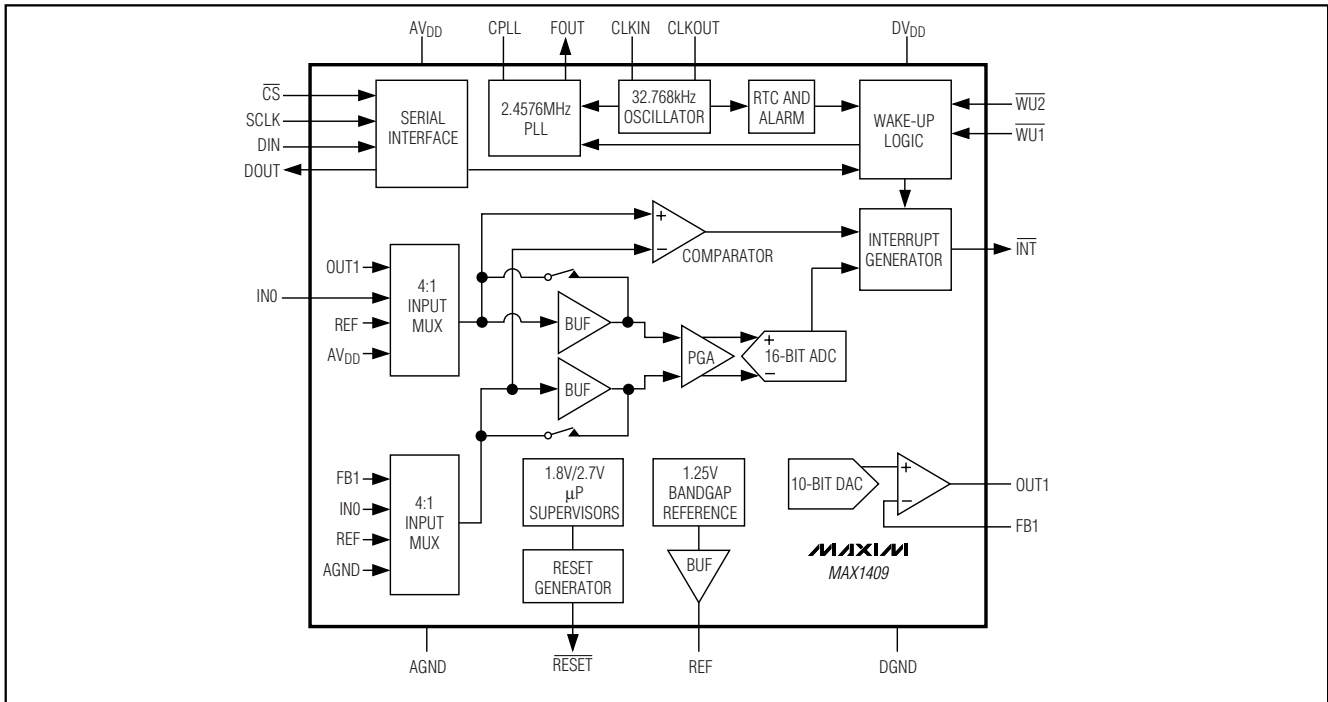 AVDD
CPLL
FOUT
CLKIN
CLKOUT
DVDD
CS
SCLK
DIN
DOUT
SERIAL
INTERFACE
2.4576MHz
PLL
32.768kHz
OSCILLATOR
RTC AND
ALARM
WAKE-UP
LOGIC
WU2
WU1
+
−
COMPARATOR
INTERRUPT
GENERATOR
INT
OUT1
IN0
REF
AVDD
4:1
INPUT
MUX
BUF
BUF
PGA
+
−
16-BIT ADC
FB1
IN0
REF
AGND
4:1
INPUT
MUX
1.8V/2.7V
μP
SUPERVISORS
RESET
GENERATOR
1.25V
BANDGAP
REFERENCE
BUF
10-BIT DAC
+
−
OUT1
FB1
MAXIM
MAX1409
AGND
RESET
REF
DGND